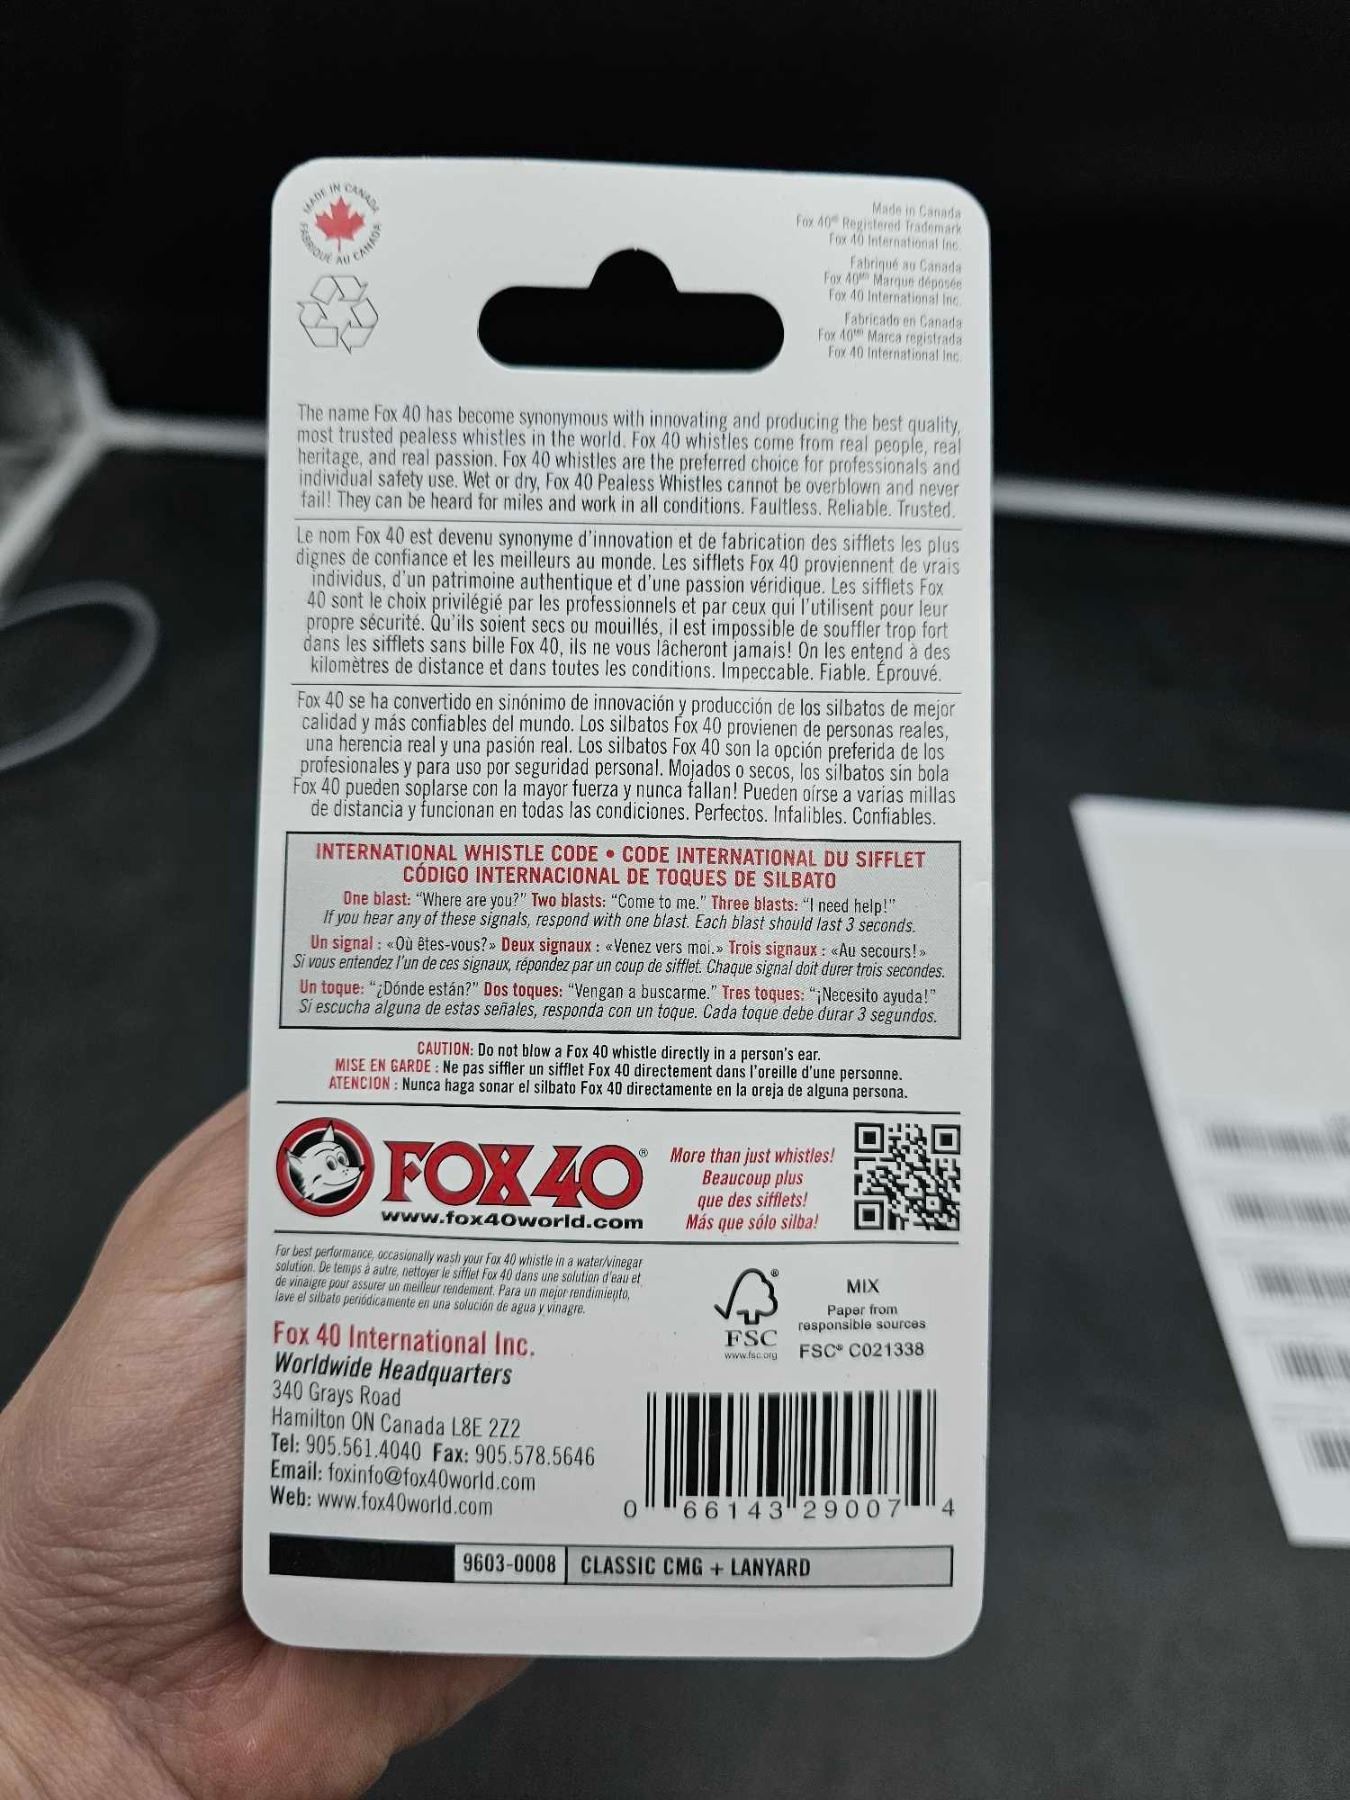 MADE IN CANADA
FABRIQUÉ AU CANADA
Made in Canada
Fox 40® Registered Trademark
Fox 40 International Inc.
Fabriqué au Canada
Fox 40ᴹᴰ Marque déposée
Fox 40 International Inc.
Fabricado en Canada
Fox 40ᴹᴰ Marca registrada
Fox 40 International Inc.
The name Fox 40 has become synonymous with innovating and producing the best quality,
most trusted pealess whistles in the world. Fox 40 whistles come from real people, real
heritage, and real passion. Fox 40 whistles are the preferred choice for professionals and
individual safety use. Wet or dry, Fox 40 Pealess Whistles cannot be overblown and never
fail! They can be heard for miles and work in all conditions. Faultless. Reliable. Trusted.
Le nom Fox 40 est devenu synonyme d'innovation et de fabrication des sifflets les plus
dignes de confiance et les meilleurs au monde. Les sifflets Fox 40 proviennent de vrais
individus, d'un patrimoine authentique et d'une passion véridique. Les sifflets Fox
40 sont le choix privilégié par les professionnels et par ceux qui l'utilisent pour leur
propre sécurité. Qu'ils soient secs ou mouillés, il est impossible de souffler trop fort
dans les sifflets sans bille Fox 40, ils ne vous lâcheront jamais! On les entend à des
kilomètres de distance et dans toutes les conditions. Impeccable. Fiable. Éprouvé.
Fox 40 se ha convertido en sinónimo de innovación y producción de los silbatos de mejor
calidad y más confiables del mundo. Los silbatos Fox 40 provienen de personas reales,
una herencia real y una pasión real. Los silbatos Fox 40 son la opción preferida de los
profesionales y para uso por seguridad personal. Mojados o secos, los silbatos sin bola
Fox 40 pueden soplarse con la mayor fuerza y nunca fallan! Pueden oírse a varias millas
de distancia y funcionan en todas las condiciones. Perfectos. Infalibles. Confiables.
INTERNATIONAL WHISTLE CODE • CODE INTERNATIONAL DU SIFFLET
CÓDIGO INTERNACIONAL DE TOQUES DE SILBATO
One blast: "Where are you?" Two blasts: "Come to me." Three blasts: "I need help!"
If you hear any of these signals, respond with one blast. Each blast should last 3 seconds.
Un signal : «Où êtes-vous?» Deux signaux : «Venez vers moi.» Trois signaux : «Au secours!»
Si vous entendez l'un de ces signaux, répondez par un coup de sifflet. Chaque signal doit durer trois secondes.
Un toque: "¿Dónde están?" Dos toques: "Vengan a buscarme." Tres toques: "¡Necesito ayuda!"
Si escucha alguna de estas señales, responda con un toque. Cada toque debe durar 3 segundos.
CAUTION: Do not blow a Fox 40 whistle directly in a person's ear.
MISE EN GARDE : Ne pas siffler un sifflet Fox 40 directement dans l'oreille d'une personne.
ATENCION : Nunca haga sonar el silbato Fox 40 directamente en la oreja de alguna persona.
FOX 40®
www.fox40world.com
More than just whistles!
Beaucoup plus
que des sifflets!
Más que sólo silba!
For best performance, occasionally wash your Fox 40 whistle in a water/vinegar
solution. De temps à autre, nettoyer le sifflet Fox 40 dans une solution d'eau et
de vinaigre pour assurer un meilleur rendement. Para un mejor rendimiento,
lave el silbato periódicamente en una solución de agua y vinagre.
®
FSC
www.fsc.org
MIX
Paper from
responsible sources
FSC® C021338
Fox 40 International Inc.
Worldwide Headquarters
340 Grays Road
Hamilton ON Canada L8E 2Z2
Tel: 905.561.4040 Fax: 905.578.5646
Email: foxinfo@fox40world.com
Web: www.fox40world.com
0 66143 29007 4
9603-0008 CLASSIC CMG + LANYARD